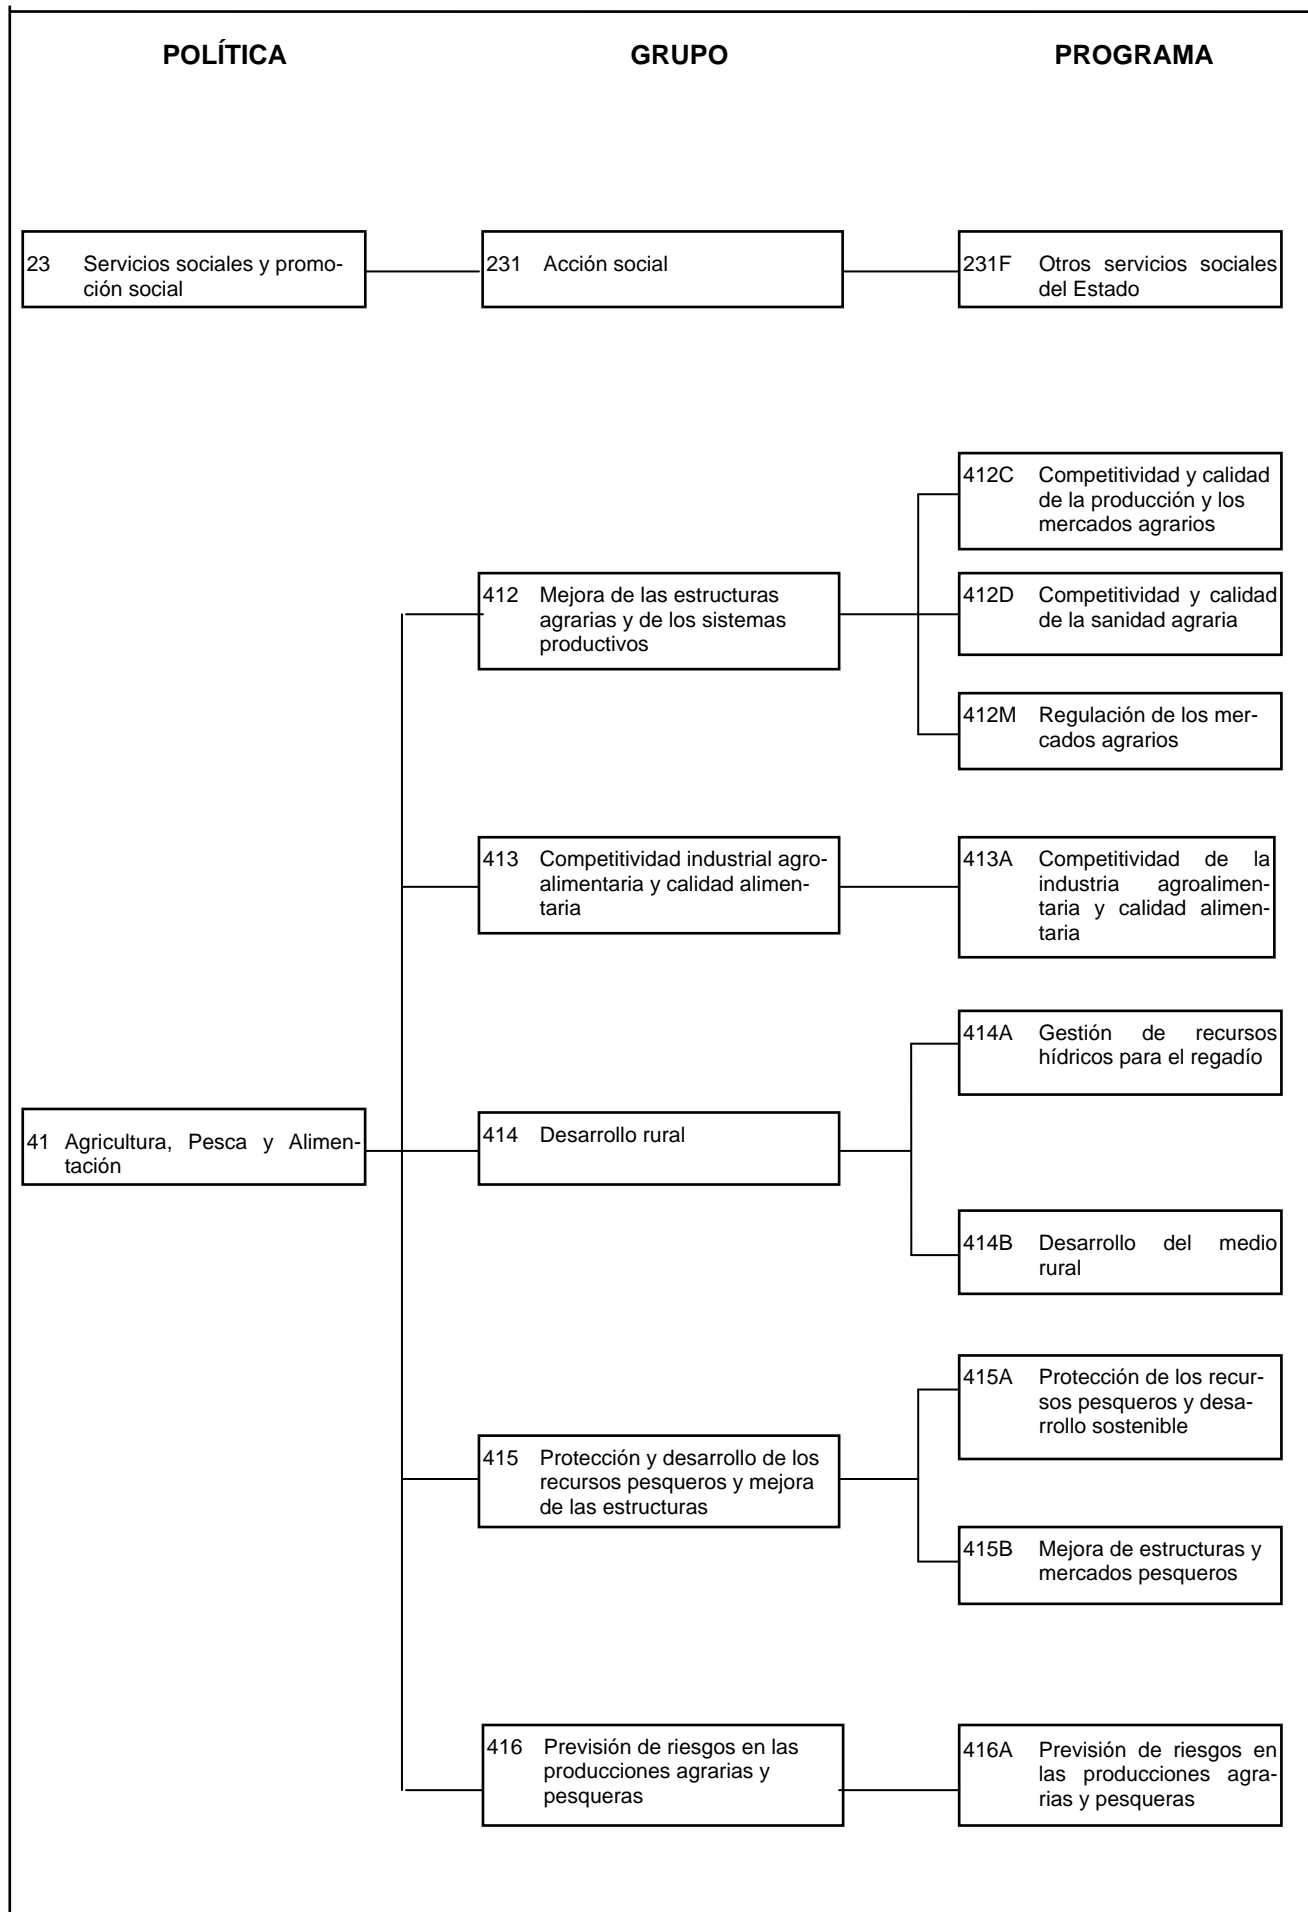 POLÍTICA GRUPO PROGRAMA
23 Servicios sociales y promo-
ción social
231 Acción social
231F Otros servicios sociales
del Estado
412C Competitividad y calidad
de la producción y los
mercados agrarios
412 Mejora de las estructuras
agrarias y de los sistemas
productivos
412D Competitividad y calidad
de la sanidad agraria
412M Regulación de los mer-
cados agrarios
413 Competitividad industrial agro-
alimentaria y calidad alimen-
taria
413A Competitividad de la
industria agroalimen-
taria y calidad alimen-
taria
414A Gestión de recursos
hídricos para el regadío
41 Agricultura, Pesca y Alimen-
tación
414 Desarrollo rural
414B Desarrollo del medio
rural
415A Protección de los recur-
sos pesqueros y desa-
rrollo sostenible
415 Protección y desarrollo de los
recursos pesqueros y mejora
de las estructuras
415B Mejora de estructuras y
mercados pesqueros
416 Previsión de riesgos en las
producciones agrarias y
pesqueras
416A Previsión de riesgos en
las producciones agra-
rias y pesqueras